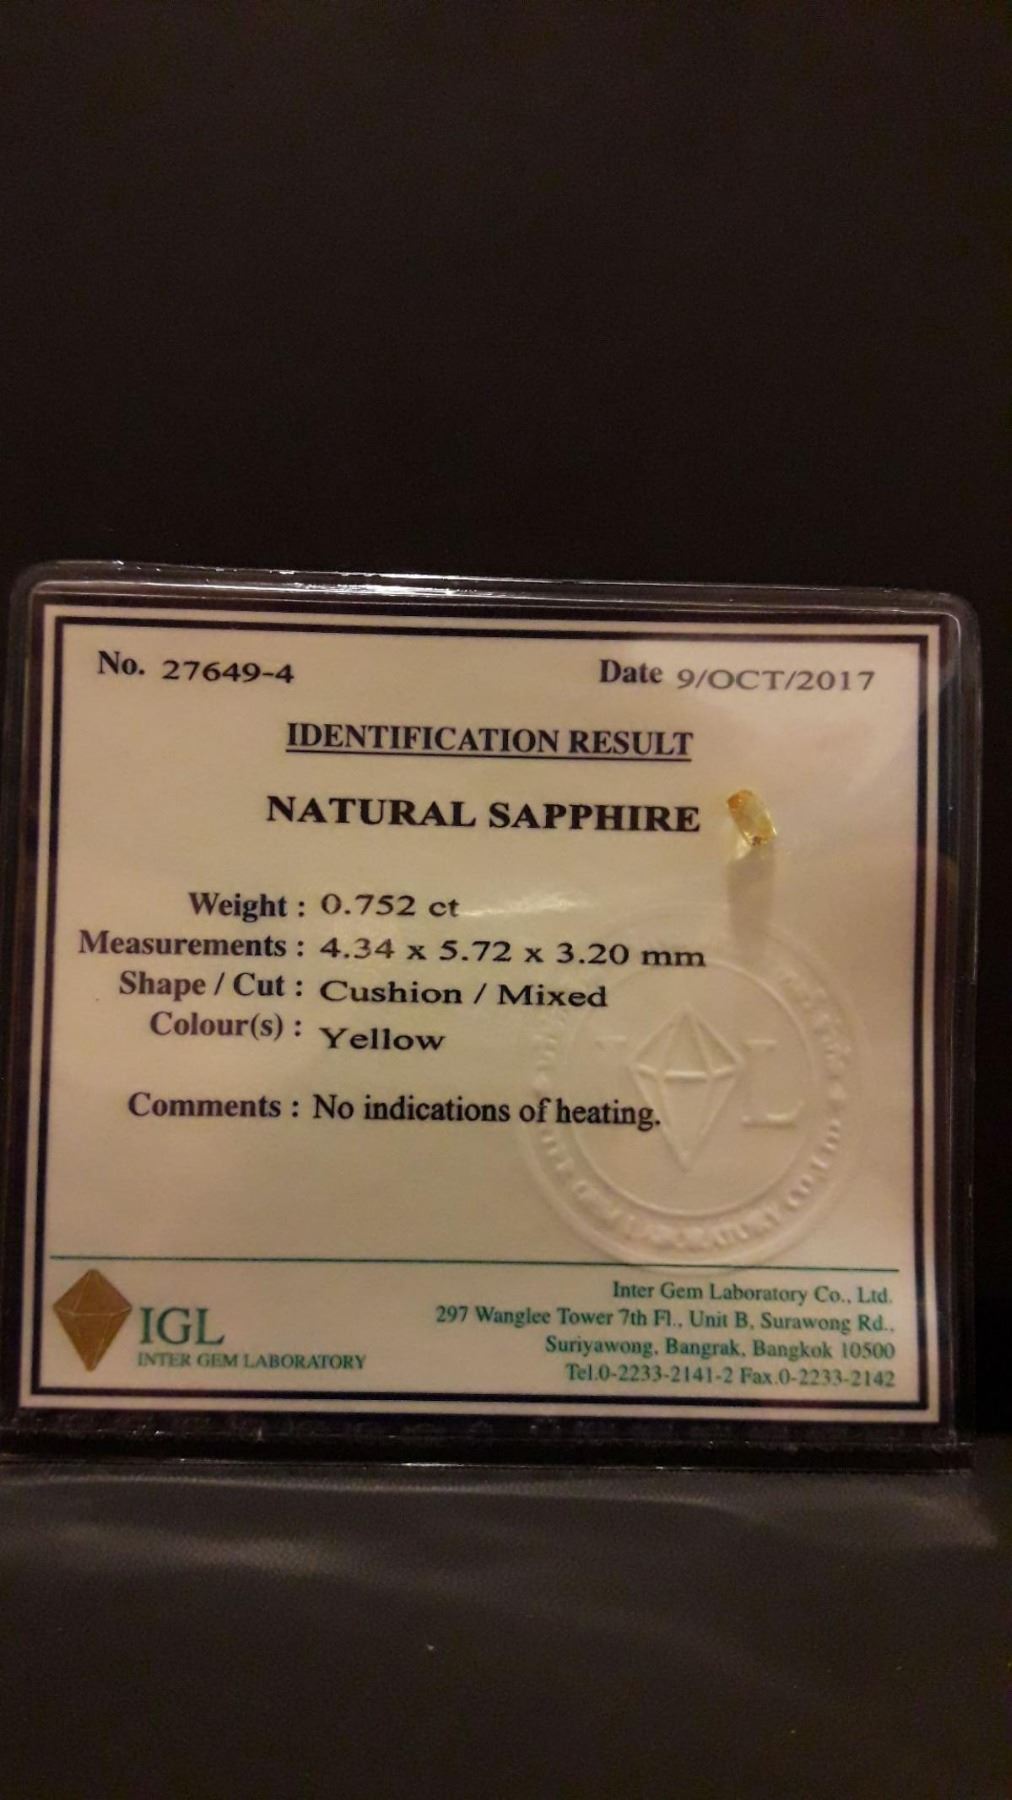 No. 27649-4 Date 9/OCT/2017
IDENTIFICATION RESULT
NATURAL SAPPHIRE
Weight : 0.752 ct
Measurements : 4.34 x 5.72 x 3.20 mm
Shape / Cut : Cushion / Mixed
Colour(s) : Yellow
Comments : No indications of heating.
I L
IGL
INTER GEM LABORATORY
Inter Gem Laboratory Co., Ltd.
297 Wanglee Tower 7th Fl., Unit B, Surawong Rd.,
Suriyawong, Bangrak, Bangkok 10500
Tel.0-2233-2141-2 Fax.0-2233-2142